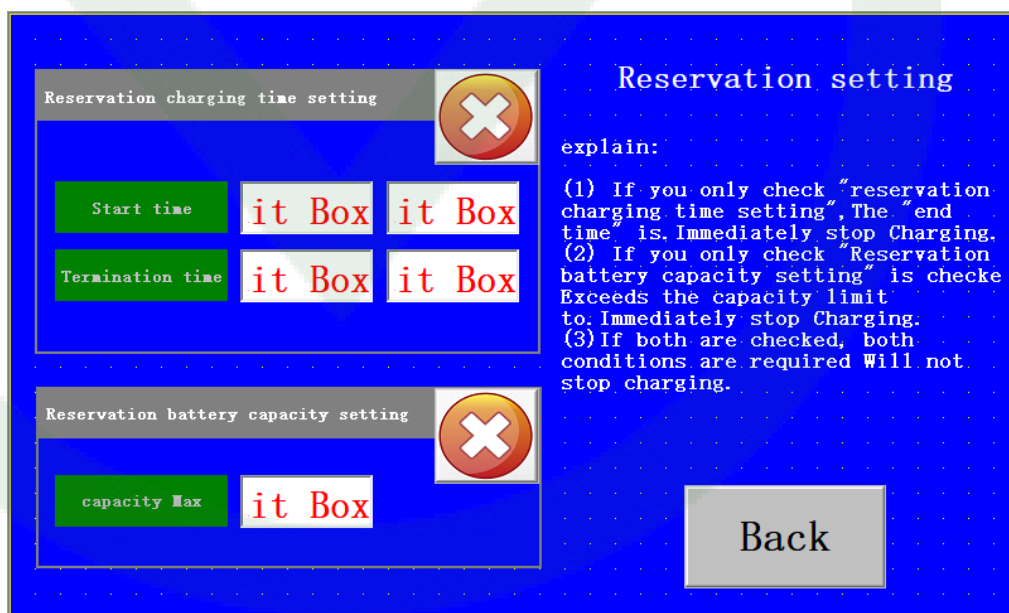 Reservation setting
Reservation charging time setting
Start time
it Box
it Box
Termination time
it Box
it Box
Reservation battery capacity setting
capacity Max
it Box
explain:
(1) If you only check "reservation
charging time setting",The "end
time" is.Immediately stop Charging.
(2) If you only check "Reservation
battery capacity setting" is checke
Exceeds the capacity limit
to.Immediately stop Charging.
(3)If both are checked, both
conditions are required Will not
stop charging.
Back